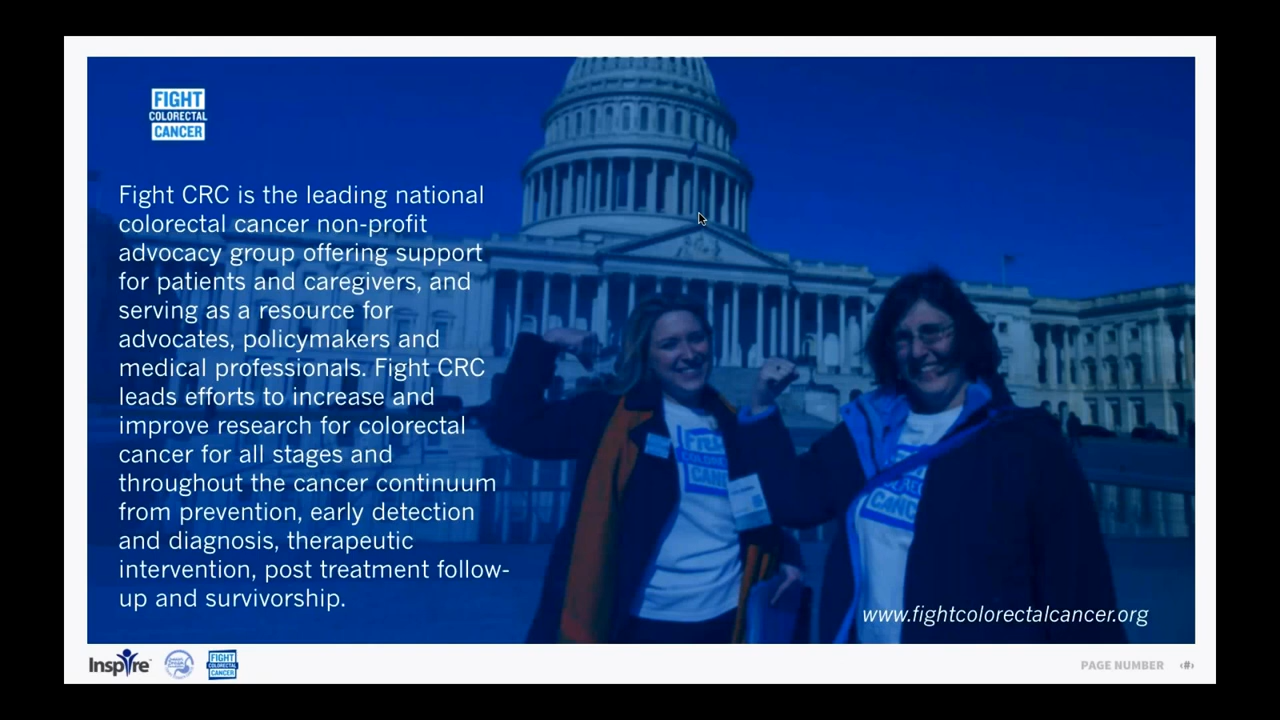 FIGHT
COLORECTAL
CANCER
Fight CRC is the leading national
colorectal cancer non-profit
advocacy group offering support
for patients and caregivers, and
serving as a resource for
advocates, policymakers and
medical professionals. Fight CRC
leads efforts to increase and
improve research for colorectal
cancer for all stages and
throughout the cancer continuum
from prevention, early detection
and diagnosis, therapeutic
intervention, post treatment follow-
up and survivorship.
www.fightcolorectalcancer.org
Inspire
FIGHT
COLORECTAL
CANCER
PAGE NUMBER ‹#›